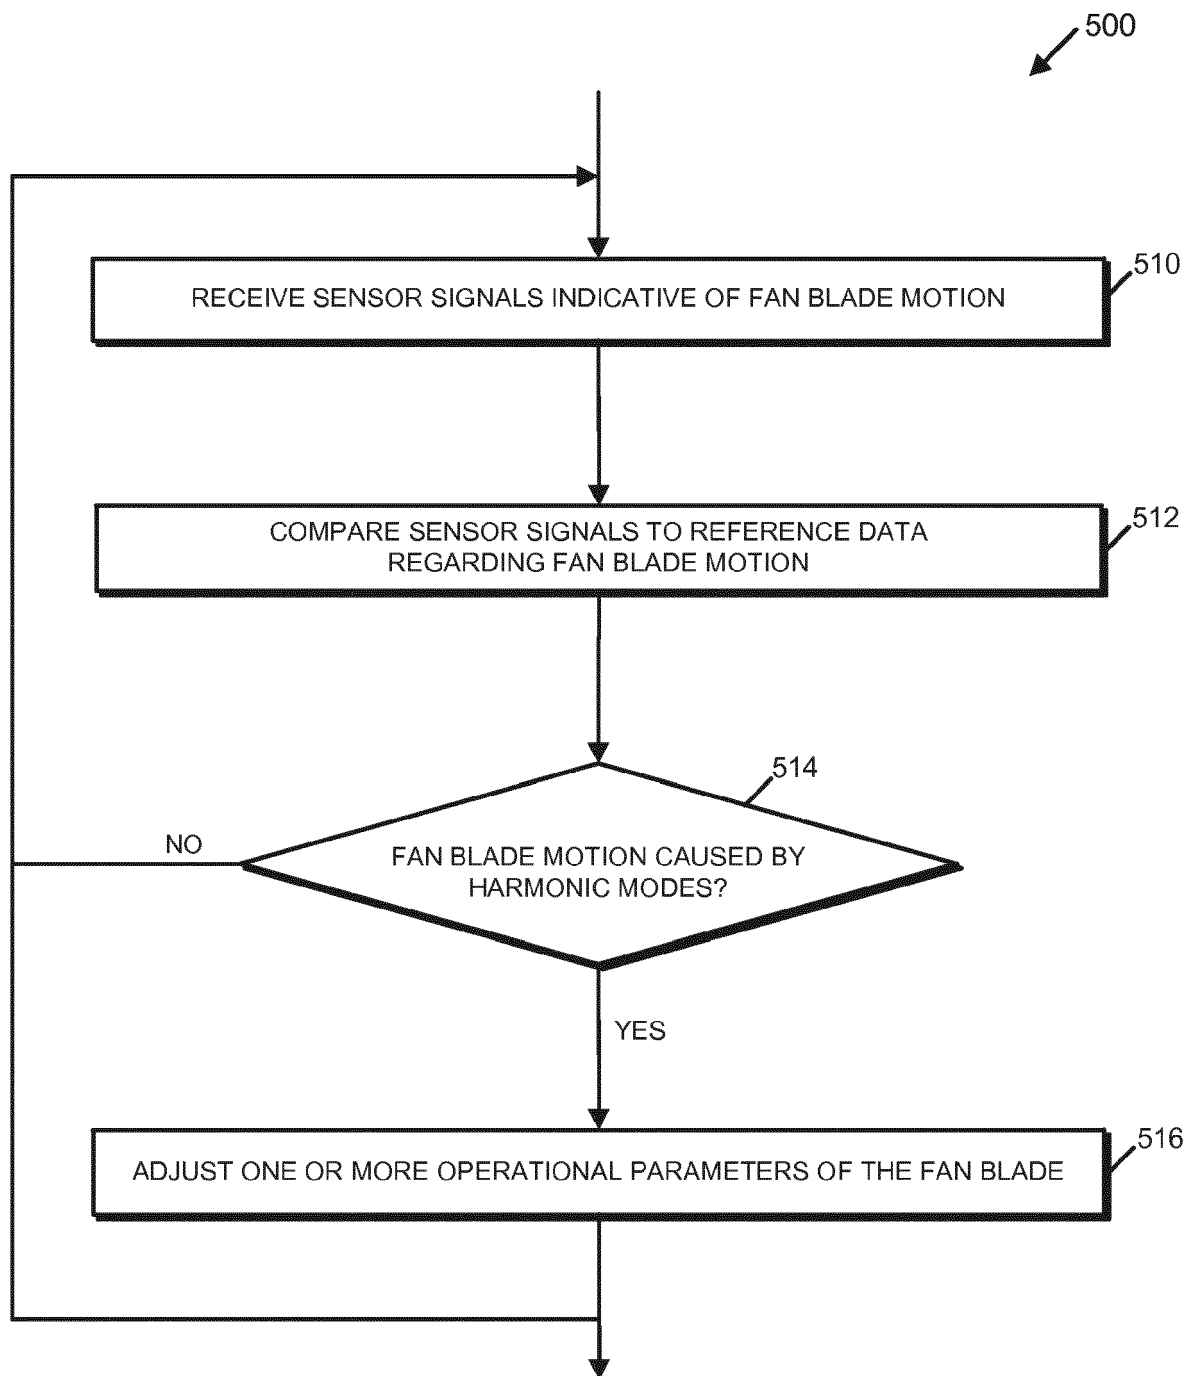 500
RECEIVE SENSOR SIGNALS INDICATIVE OF FAN BLADE MOTION
510
COMPARE SENSOR SIGNALS TO REFERENCE DATA
REGARDING FAN BLADE MOTION
512
514
FAN BLADE MOTION CAUSED BY
HARMONIC MODES?
NO
YES
ADJUST ONE OR MORE OPERATIONAL PARAMETERS OF THE FAN BLADE
516